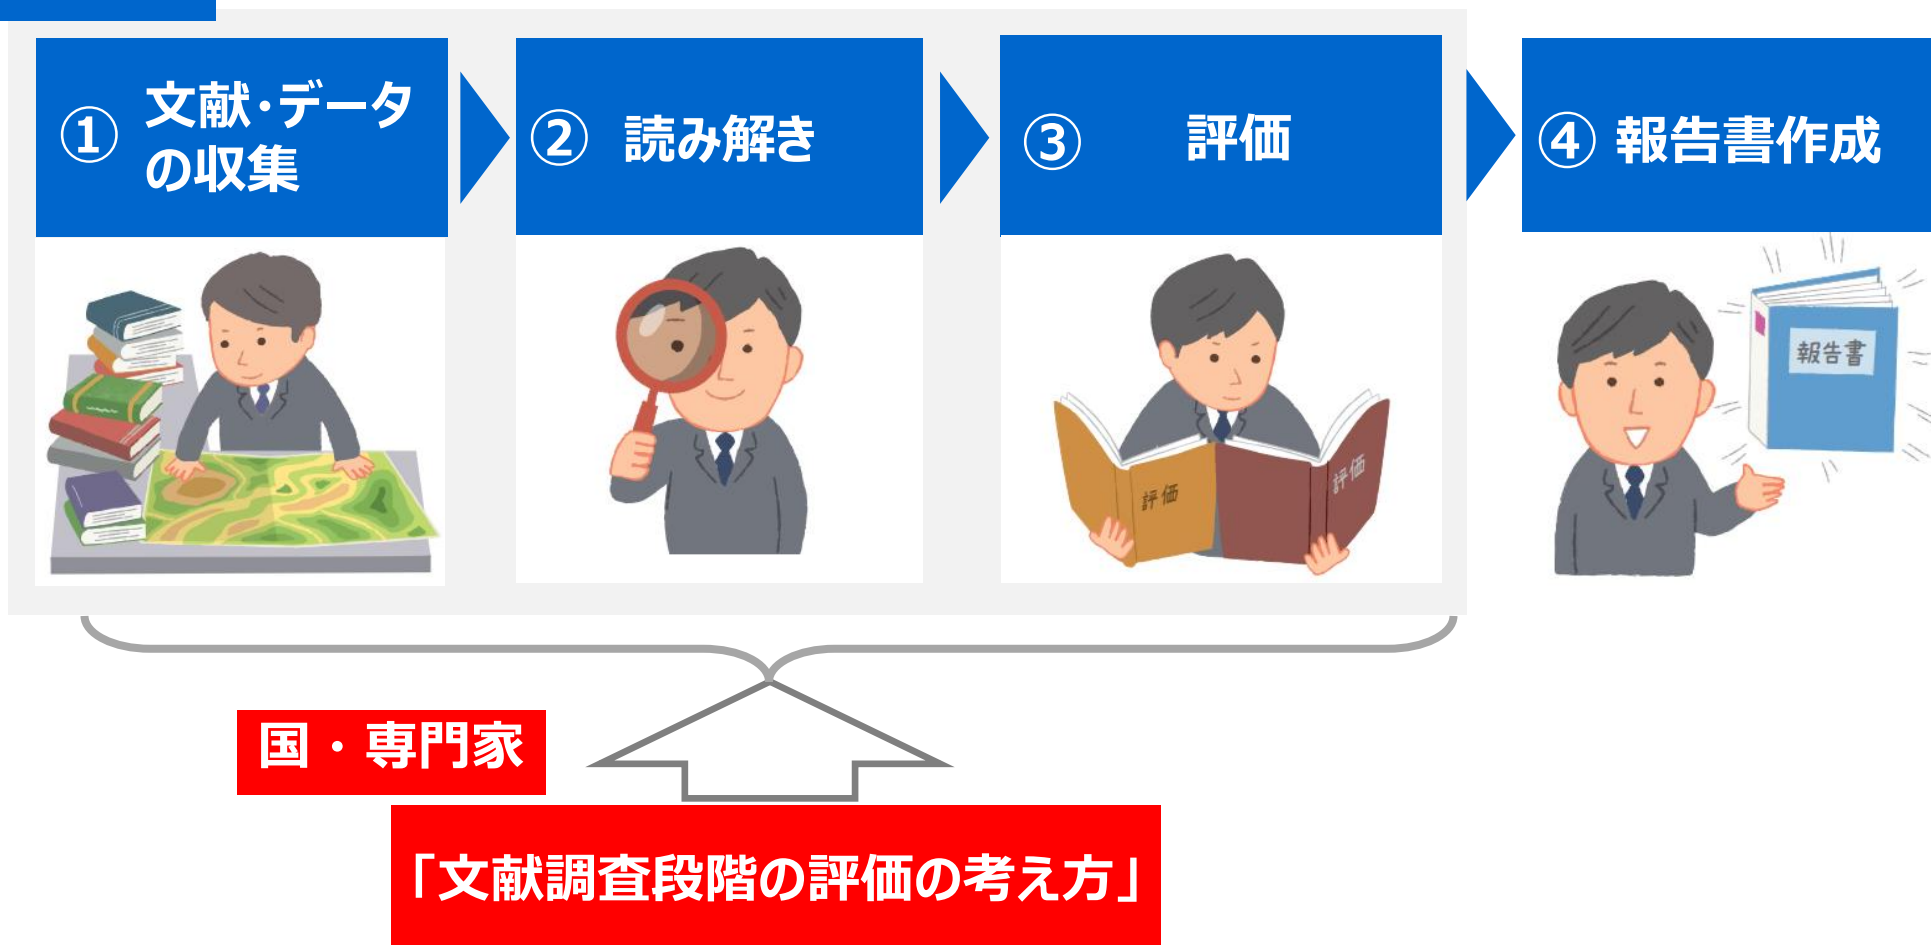 ① 文献・データ
の収集
② 読み解き
③ 評価
④ 報告書作成
評価
評価
報告書
国・専門家
「文献調査段階の評価の考え方」